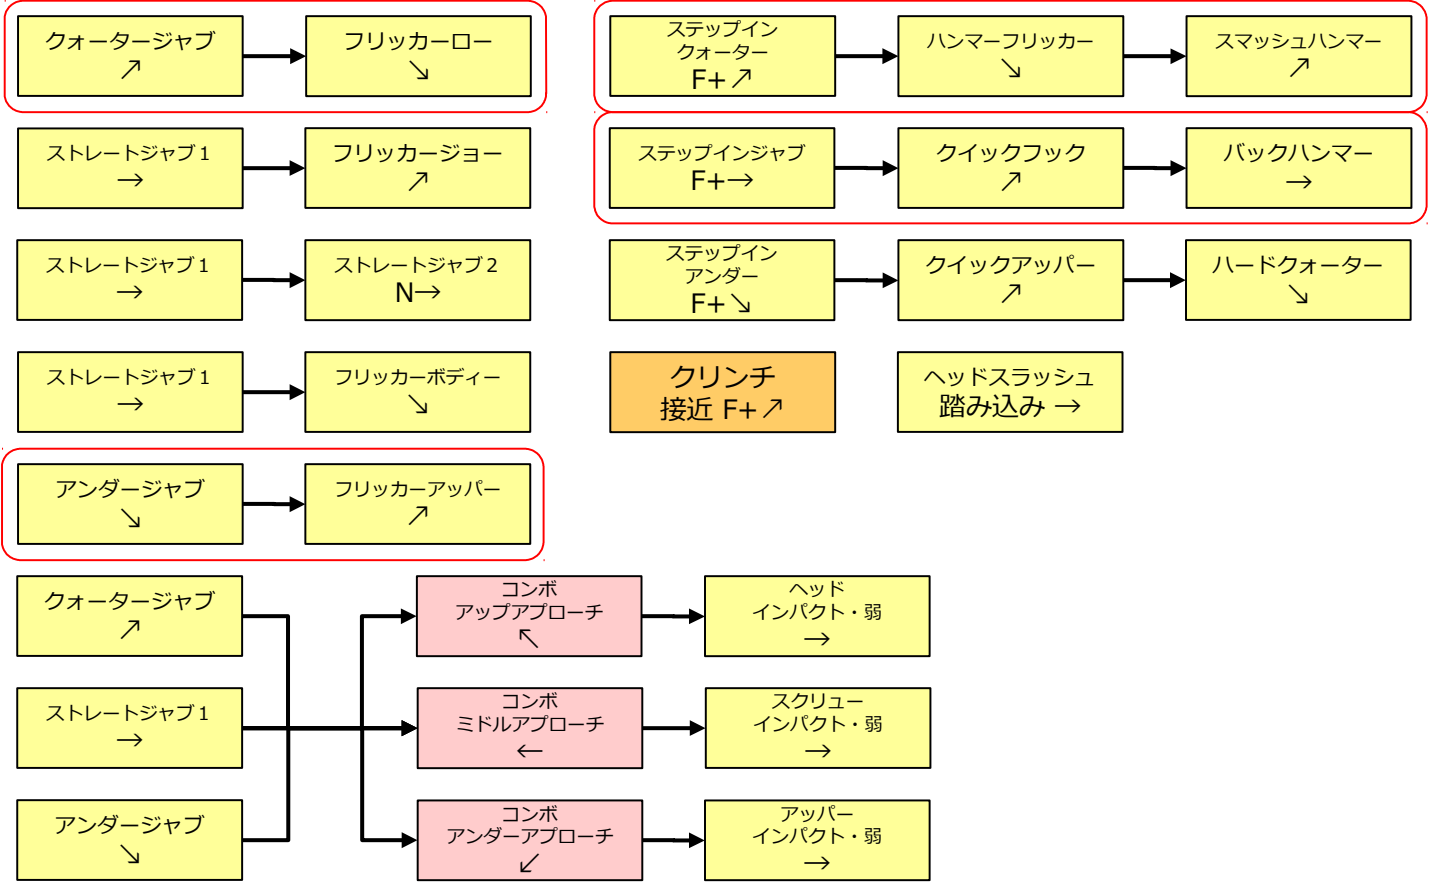 クォータージャブ
↗
フリッカーロー
↘
ステップイン
クォーター
F+↗
ハンマーフリッカー
↘
スマッシュハンマー
↗
ストレートジャブ１
→
フリッカージョー
↗
ステップインジャブ
F+→
クイックフック
↗
バックハンマー
→
ストレートジャブ１
→
ストレートジャブ２
N→
ステップイン
アンダー
F+↘
クイックアッパー
↗
ハードクォーター
↘
ストレートジャブ１
→
フリッカーボディー
↘
クリンチ
接近 F+↗
ヘッドスラッシュ
踏み込み →
アンダージャブ
↘
フリッカーアッパー
↗
クォータージャブ
↗
コンボ
アップアプローチ
↖
ヘッド
インパクト・弱
→
ストレートジャブ１
→
コンボ
ミドルアプローチ
←
スクリュー
インパクト・弱
→
アンダージャブ
↘
コンボ
アンダーアプローチ
↙
アッパー
インパクト・弱
→